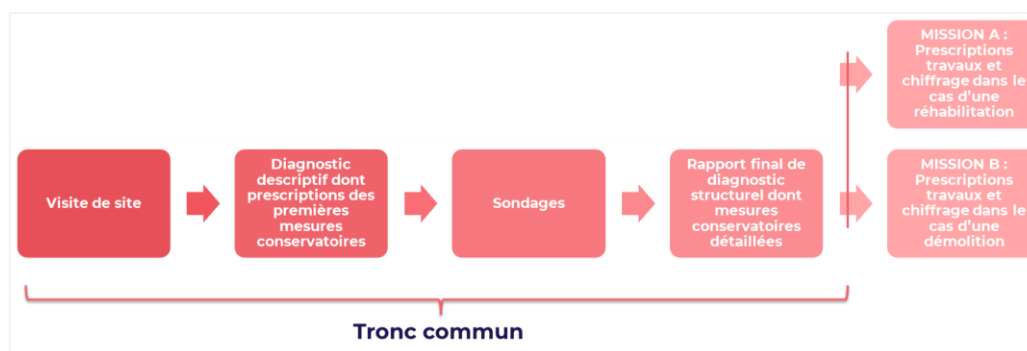 MISSION A :
Prescriptions
travaux et
chiffrage dans le
cas d'une
réhabilitation
Visite de site
Diagnostic
descriptif dont
prescriptions des
premières
mesures
conservatoires
Sondages
Rapport final de
diagnostic
structurel dont
mesures
conservatoires
détaillées
MISSION B :
Prescriptions
travaux et
chiffrage dans le
cas d'une
démolition
Tronc commun